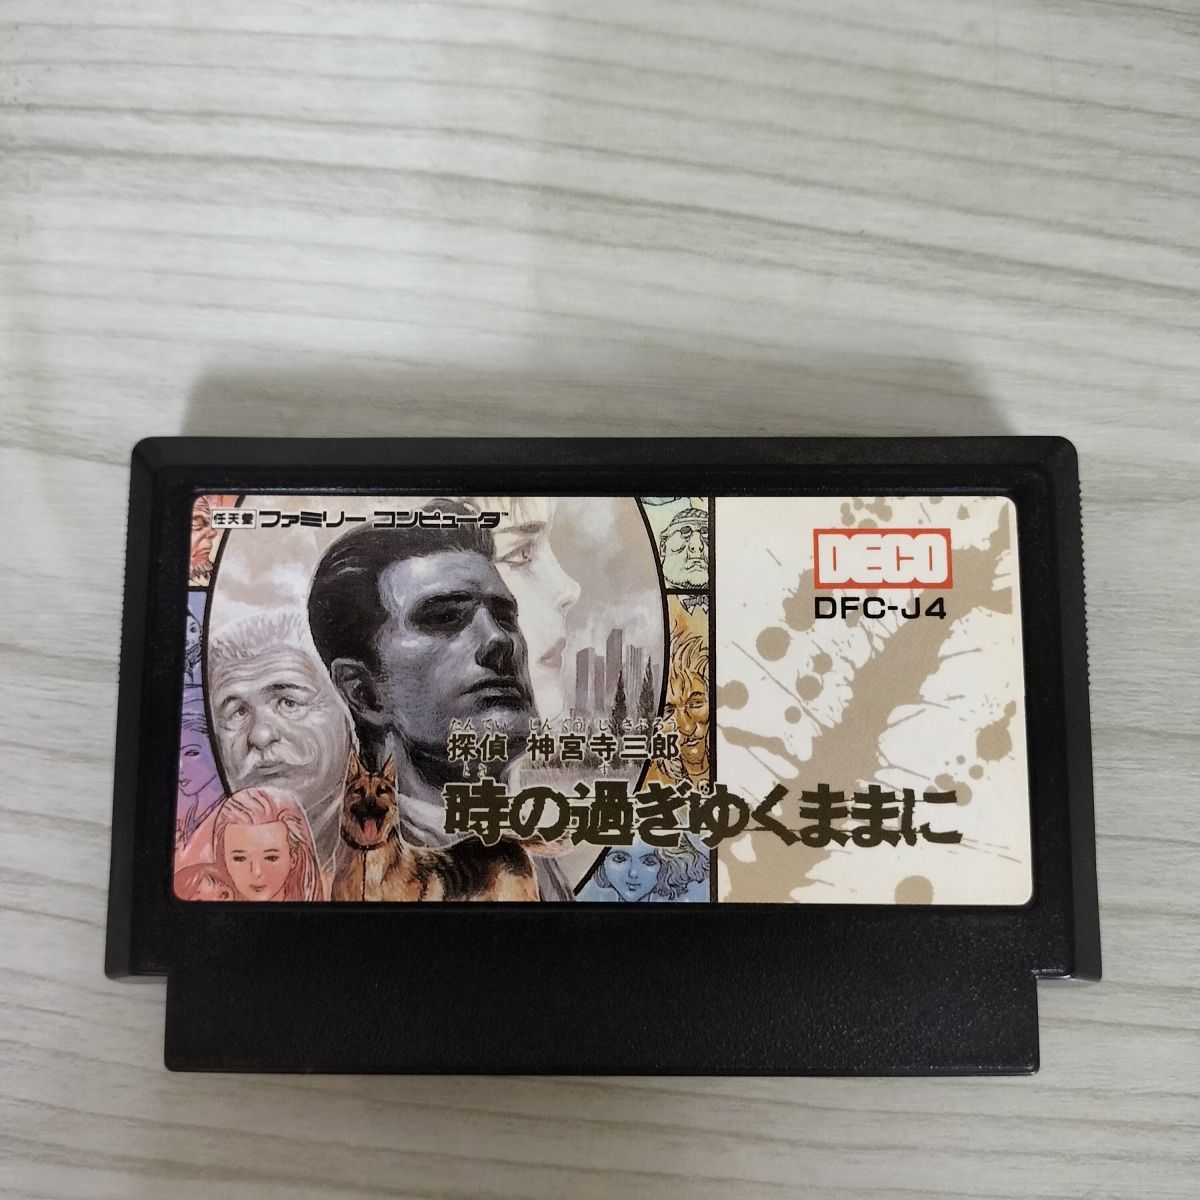 任天堂 ファミリー コンピュータ™
DECO
DFC-J4
たんてい じんぐうじ さぶろう
探偵 神宮寺三郎
とき す
時の過ぎゆくままに